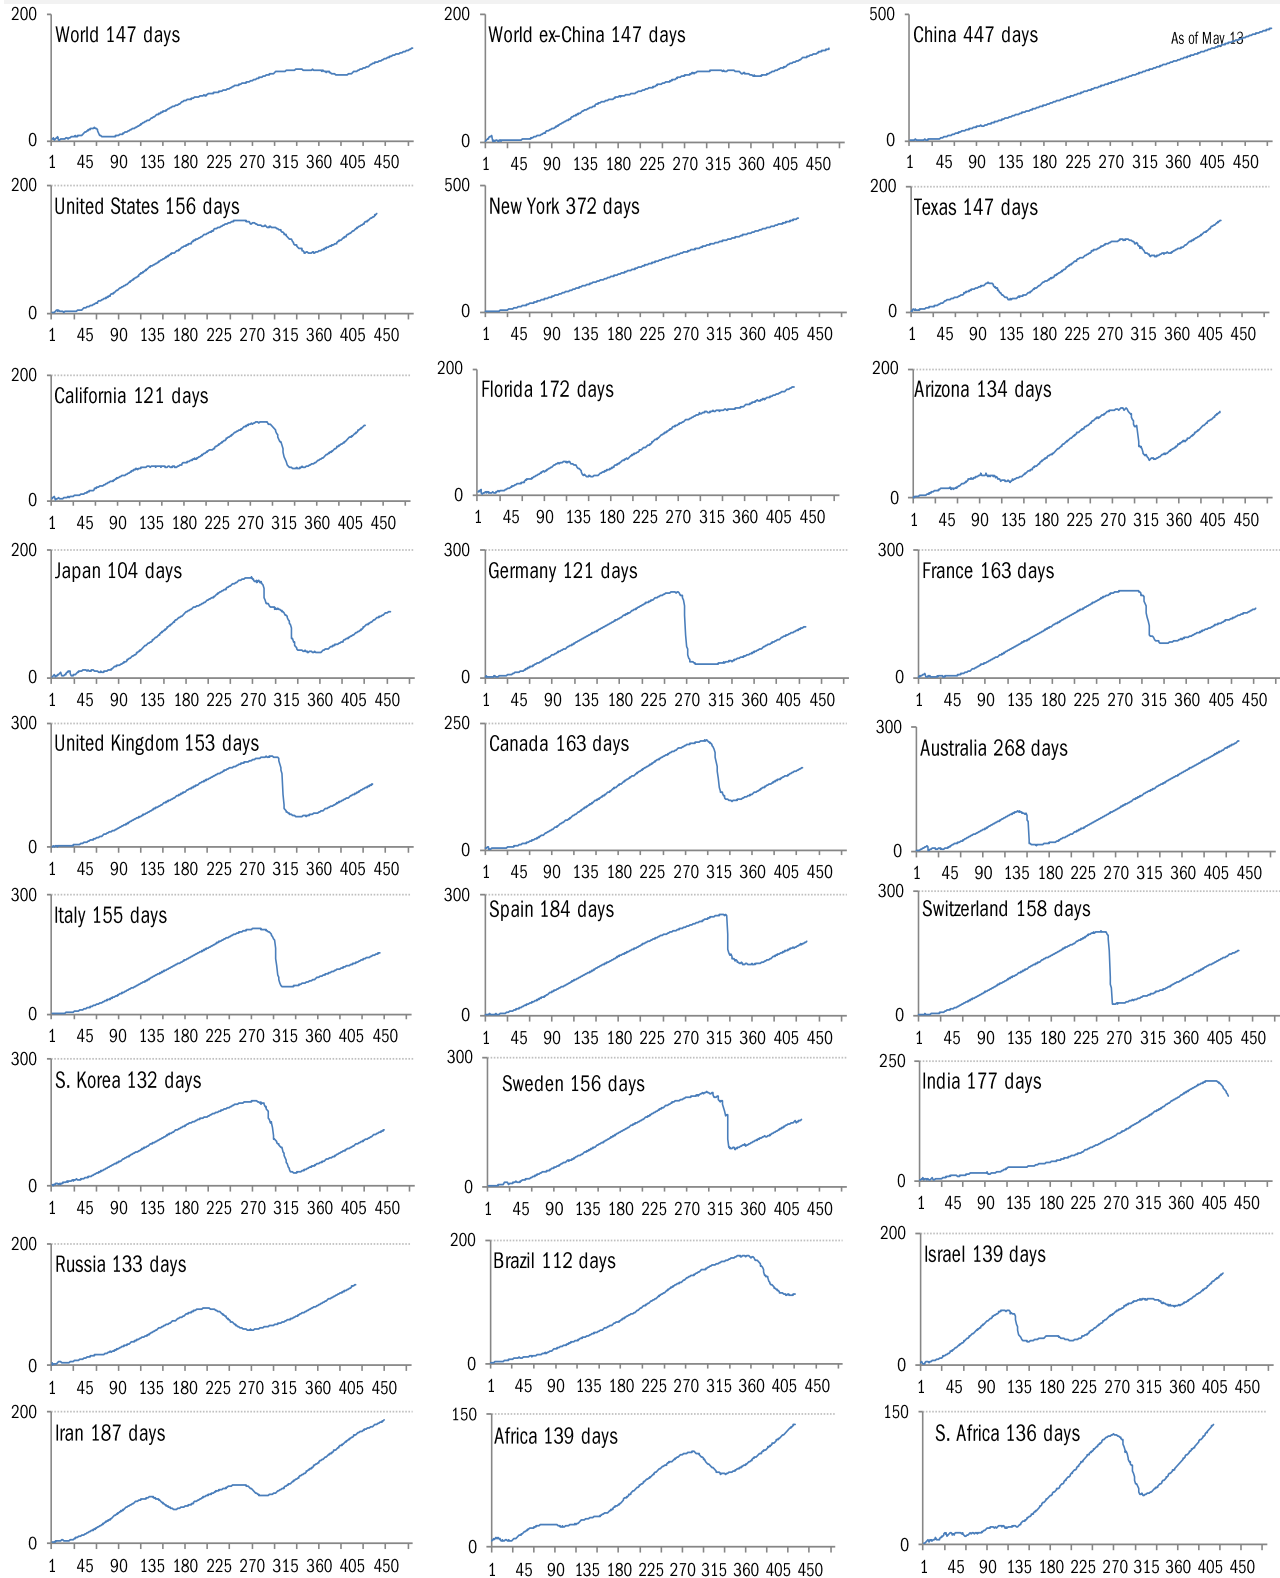 200 200 500
World 147 days World ex-China 147 days China 447 days As of May 13
0 0 0
1 45 90 135 180 225 270 315 360 405 450 1 45 90 135 180 225 270 315 360 405 450 1 45 90 135 180 225 270 315 360 405 450
200 500 200
United States 156 days New York 372 days Texas 147 days
0 0 0
1 45 90 135 180 225 270 315 360 405 450 1 45 90 135 180 225 270 315 360 405 450 1 45 90 135 180 225 270 315 360 405 450
200 200 200
California 121 days Florida 172 days Arizona 134 days
0 0 0
1 45 90 135 180 225 270 315 360 405 450 1 45 90 135 180 225 270 315 360 405 450 1 45 90 135 180 225 270 315 360 405 450
200 300 300
Japan 104 days Germany 121 days France 163 days
0 0 0
1 45 90 135 180 225 270 315 360 405 450 1 45 90 135 180 225 270 315 360 405 450 1 45 90 135 180 225 270 315 360 405 450
300 250 300
United Kingdom 153 days Canada 163 days Australia 268 days
0 0 0
1 45 90 135 180 225 270 315 360 405 450 1 45 90 135 180 225 270 315 360 405 450 1 45 90 135 180 225 270 315 360 405 450
300 300 300
Italy 155 days Spain 184 days Switzerland 158 days
0 0 0
1 45 90 135 180 225 270 315 360 405 450 1 45 90 135 180 225 270 315 360 405 450 1 45 90 135 180 225 270 315 360 405 450
300 300 250
S. Korea 132 days Sweden 156 days India 177 days
0 0 0
1 45 90 135 180 225 270 315 360 405 450 1 45 90 135 180 225 270 315 360 405 450 1 45 90 135 180 225 270 315 360 405 450
200 200 200
Russia 133 days Brazil 112 days Israel 139 days
0 0 0
1 45 90 135 180 225 270 315 360 405 450 1 45 90 135 180 225 270 315 360 405 450 1 45 90 135 180 225 270 315 360 405 450
200 150 150
Iran 187 days Africa 139 days S. Africa 136 days
0 0 0
1 45 90 135 180 225 270 315 360 405 450 1 45 90 135 180 225 270 315 360 405 450 1 45 90 135 180 225 270 315 360 405 450